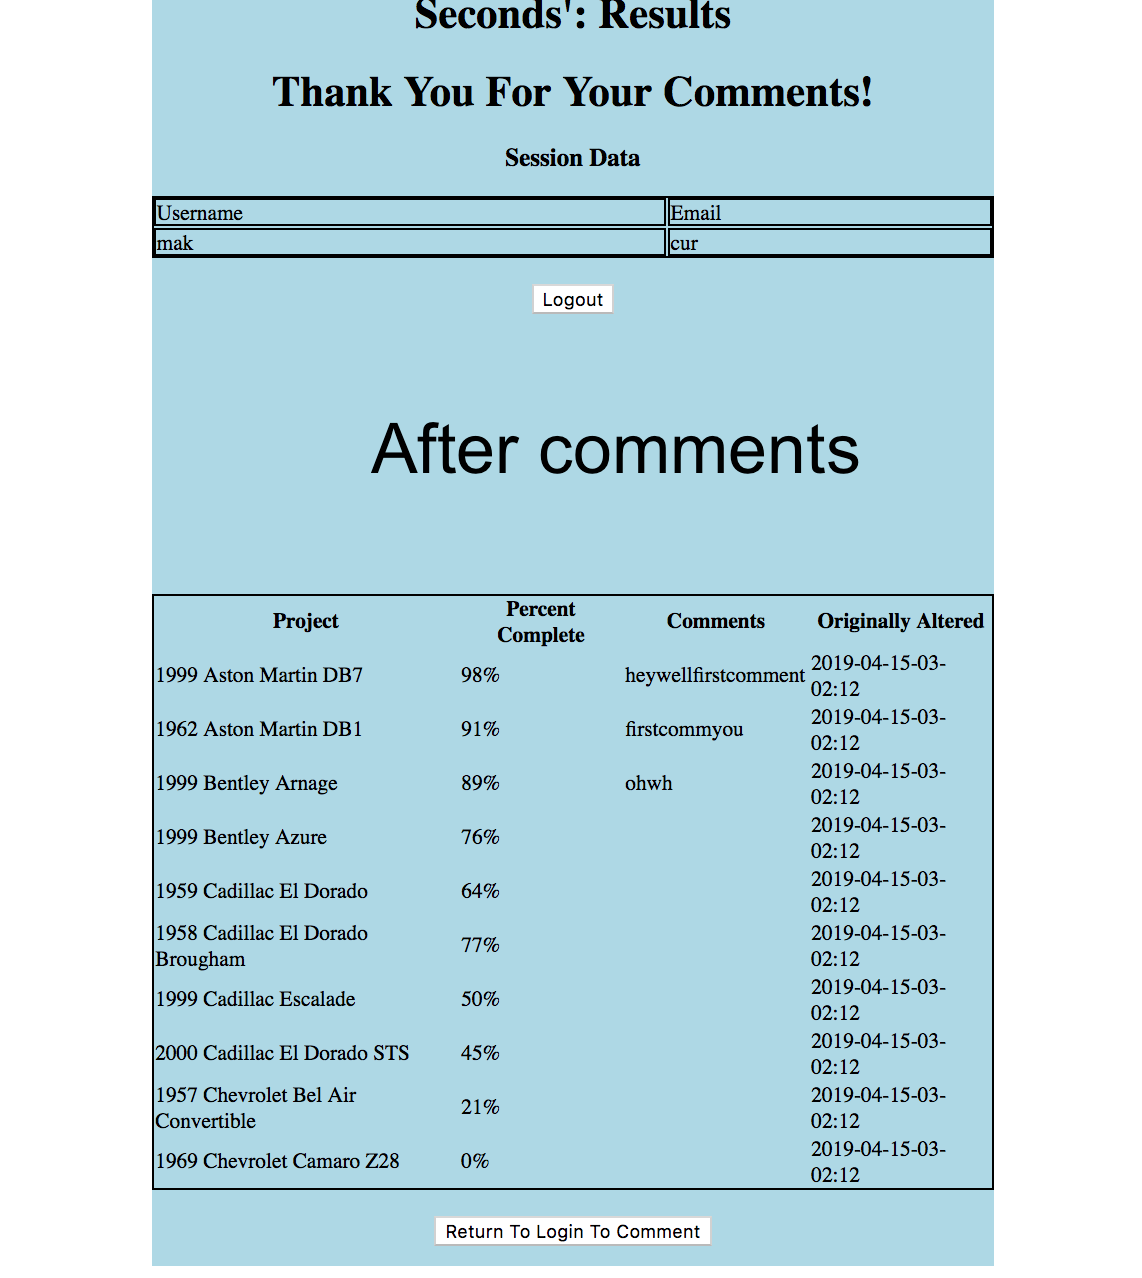 Seconds': Results
Thank You For Your Comments!
Session Data
Username Email
mak cur
Logout
After comments
Project Percent Complete Comments Originally Altered
1999 Aston Martin DB7 98% heywellfirstcomment 2019-04-15-03-02:12
1962 Aston Martin DB1 91% firstcommyou 2019-04-15-03-02:12
1999 Bentley Arnage 89% ohwh 2019-04-15-03-02:12
1999 Bentley Azure 76% 2019-04-15-03-02:12
1959 Cadillac El Dorado 64% 2019-04-15-03-02:12
1958 Cadillac El Dorado Brougham 77% 2019-04-15-03-02:12
1999 Cadillac Escalade 50% 2019-04-15-03-02:12
2000 Cadillac El Dorado STS 45% 2019-04-15-03-02:12
1957 Chevrolet Bel Air Convertible 21% 2019-04-15-03-02:12
1969 Chevrolet Camaro Z28 0% 2019-04-15-03-02:12
Return To Login To Comment